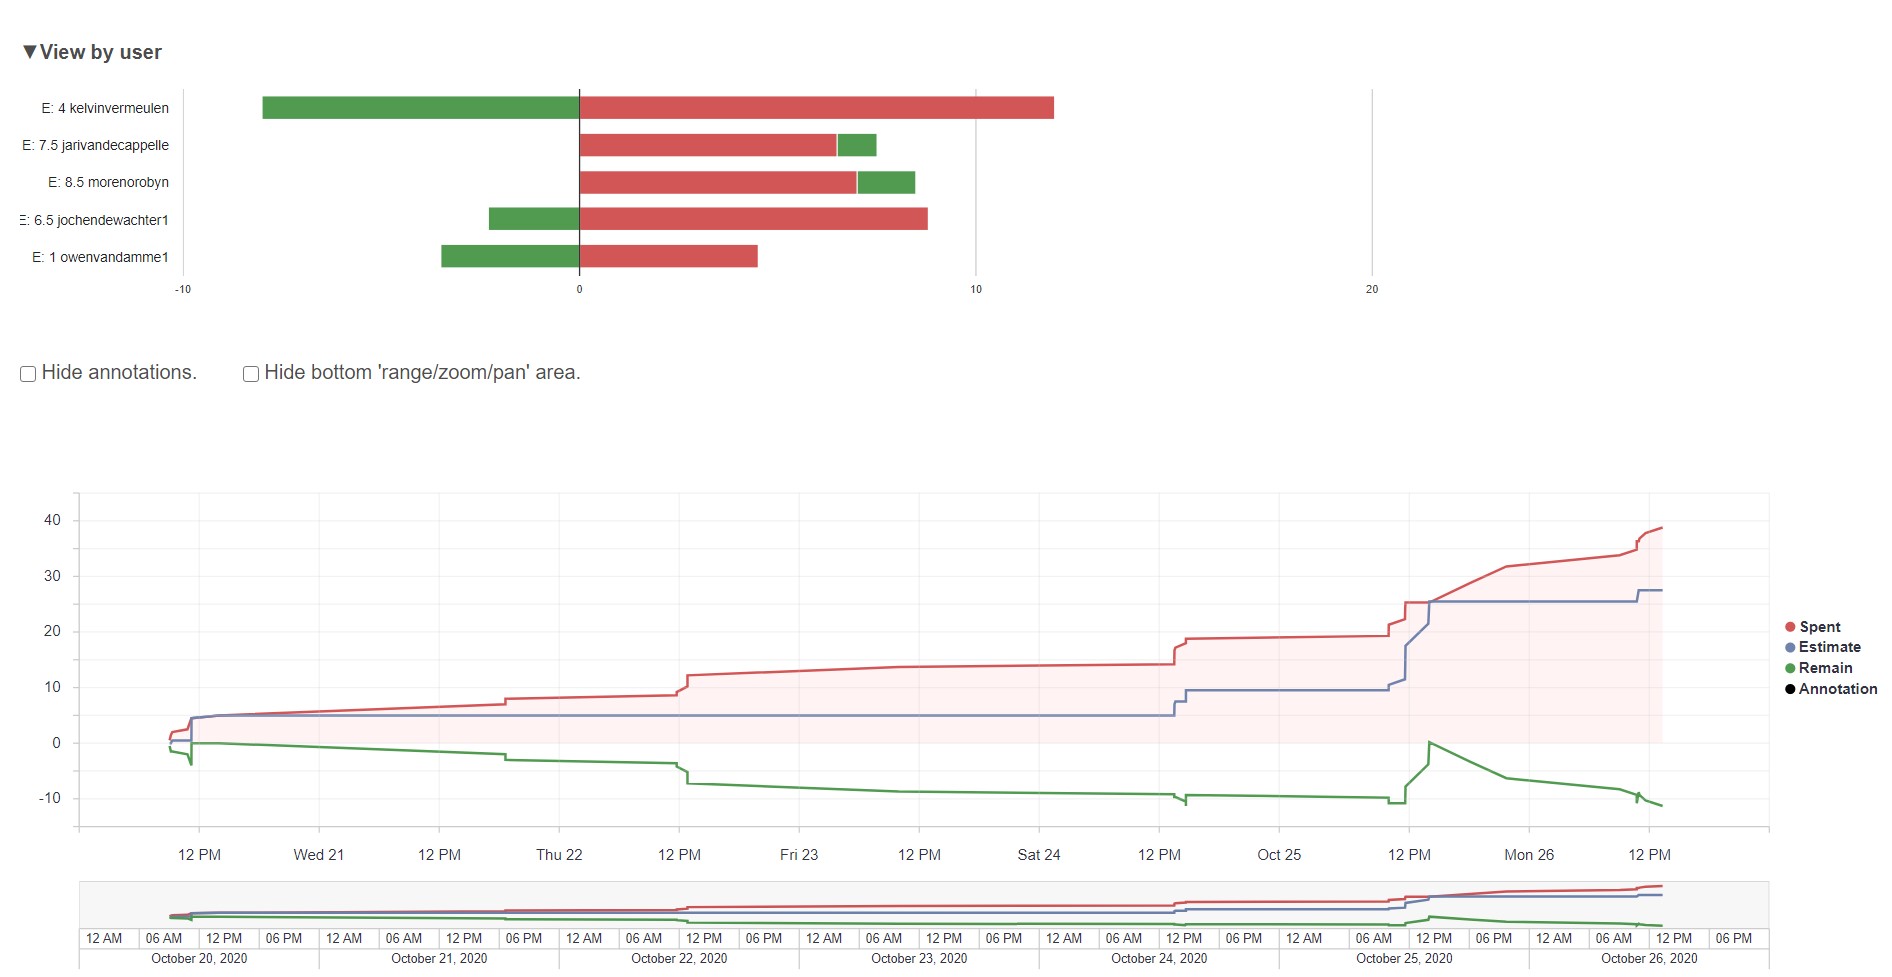 ▼View by user
E: 4 kelvinvermeulen
E: 7.5 jarivandecappelle
E: 8.5 morenorobyn
E: 6.5 jochendewachter1
E: 1 owenvandamme1
-10 0 10 20
Hide annotations. Hide bottom 'range/zoom/pan' area.
40
30
20
10
0
-10
Spent
Estimate
Remain
Annotation
12 PM Wed 21 12 PM Thu 22 12 PM Fri 23 12 PM Sat 24 12 PM Oct 25 12 PM Mon 26 12 PM
12 AM 06 AM 12 PM 06 PM 12 AM 06 AM 12 PM 06 PM 12 AM 06 AM 12 PM 06 PM 12 AM 06 AM 12 PM 06 PM 12 AM 06 AM 12 PM 06 PM 12 AM 06 AM 12 PM 06 PM 12 AM 06 AM 12 PM 06 PM
October 20, 2020 October 21, 2020 October 22, 2020 October 23, 2020 October 24, 2020 October 25, 2020 October 26, 2020